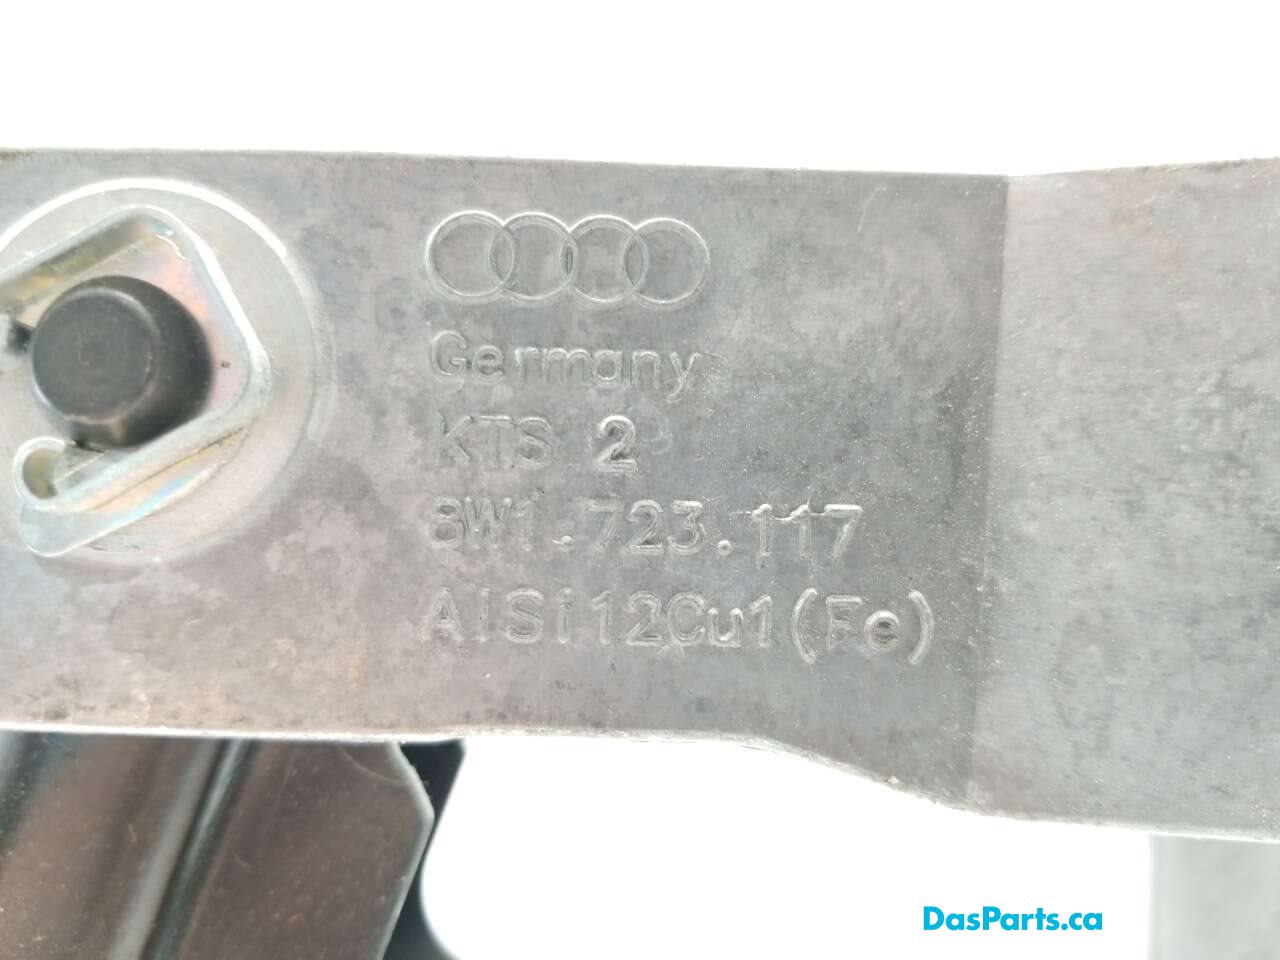 Germany
KTS 2
8W1.723.117
AlSi12Cu1(Fe)
DasParts.ca